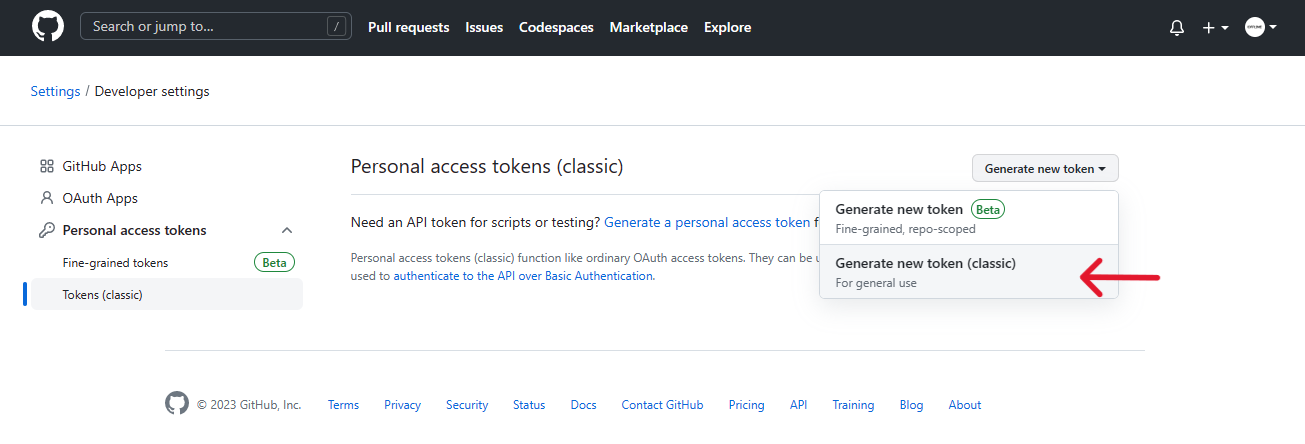 Search or jump to... / Pull requests Issues Codespaces Marketplace Explore
Settings / Developer settings
GitHub Apps
OAuth Apps
Personal access tokens
Fine-grained tokens Beta
Tokens (classic)
Personal access tokens (classic)
Generate new token
Need an API token for scripts or testing? Generate a personal access token f
Personal access tokens (classic) function like ordinary OAuth access tokens. They can be u
used to authenticate to the API over Basic Authentication.
Generate new token Beta
Fine-grained, repo-scoped
Generate new token (classic)
For general use
© 2023 GitHub, Inc. Terms Privacy Security Status Docs Contact GitHub Pricing API Training Blog About